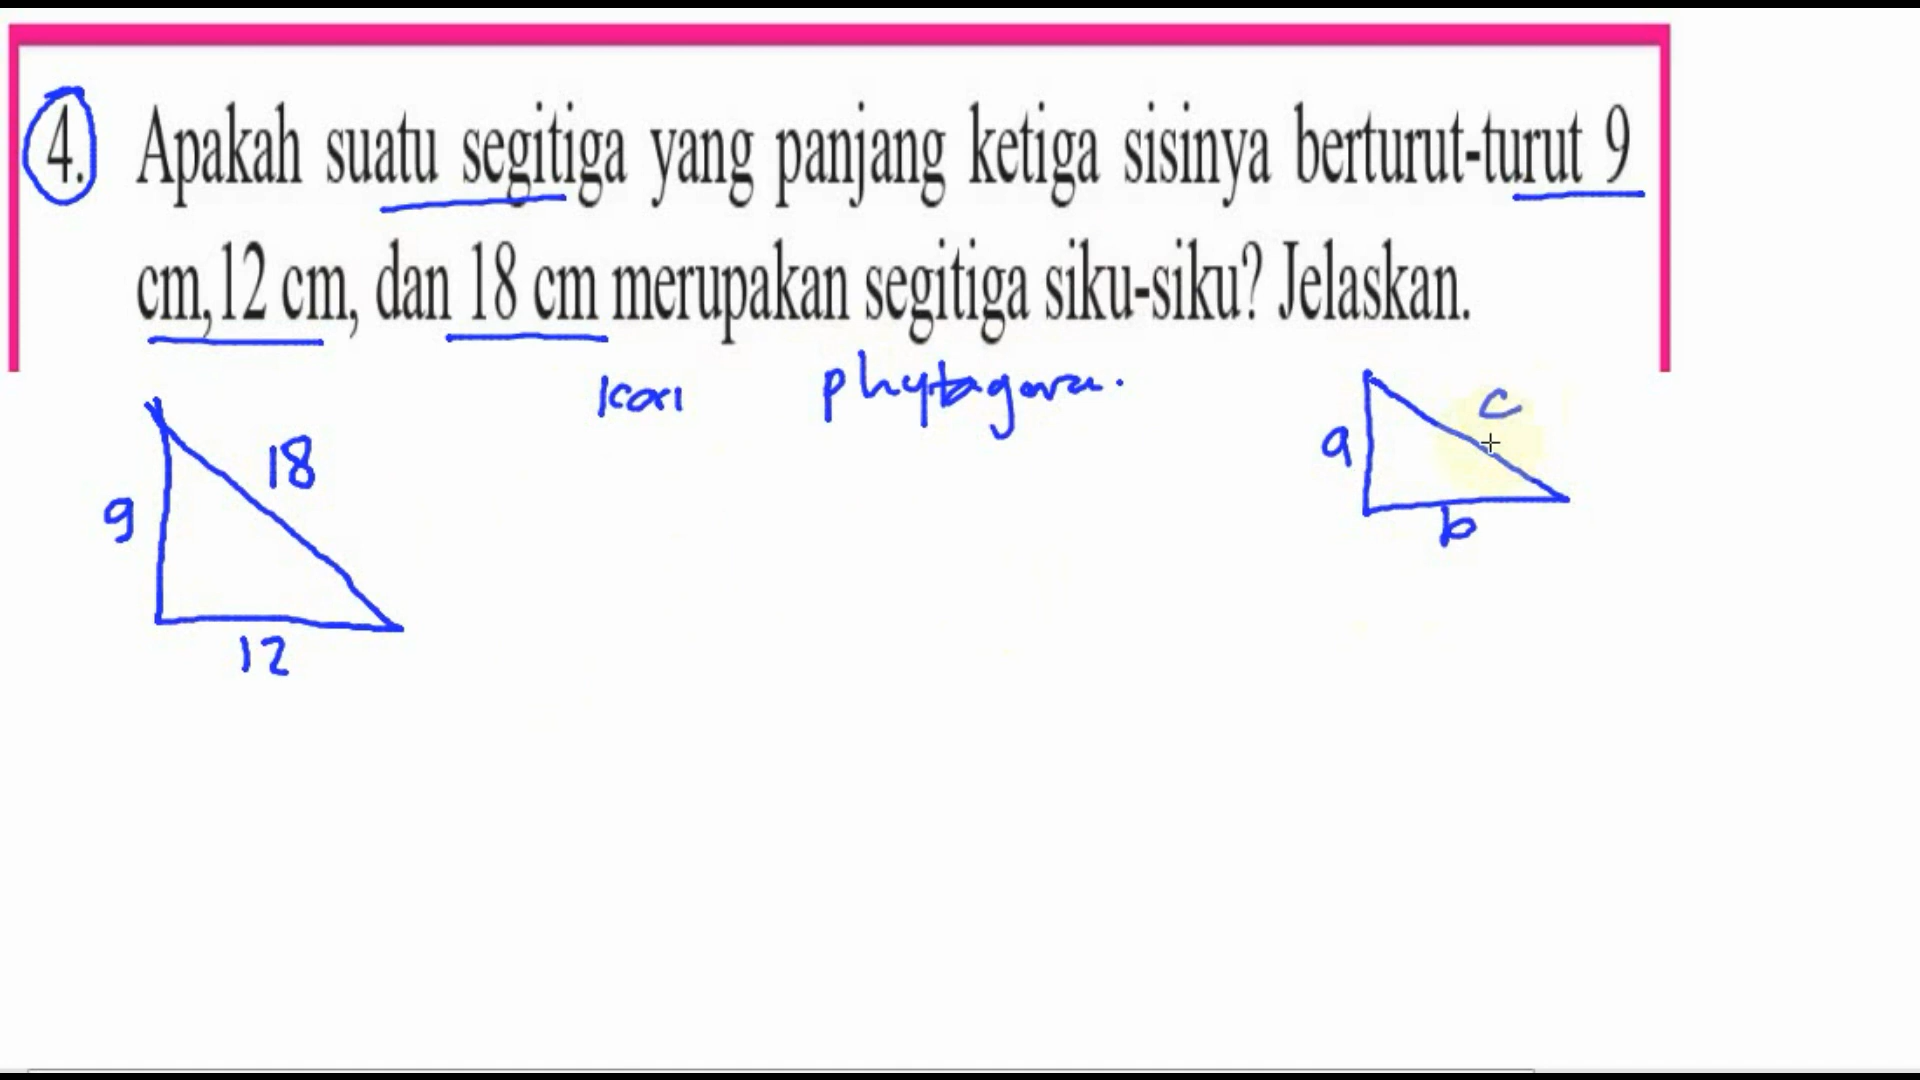 4. Apakah suatu segitiga yang panjang ketiga sisinya berturut-turut 9
cm,12 cm, dan 18 cm merupakan segitiga siku-siku? Jelaskan.
phytagoras.
9
18
12
a
c
b